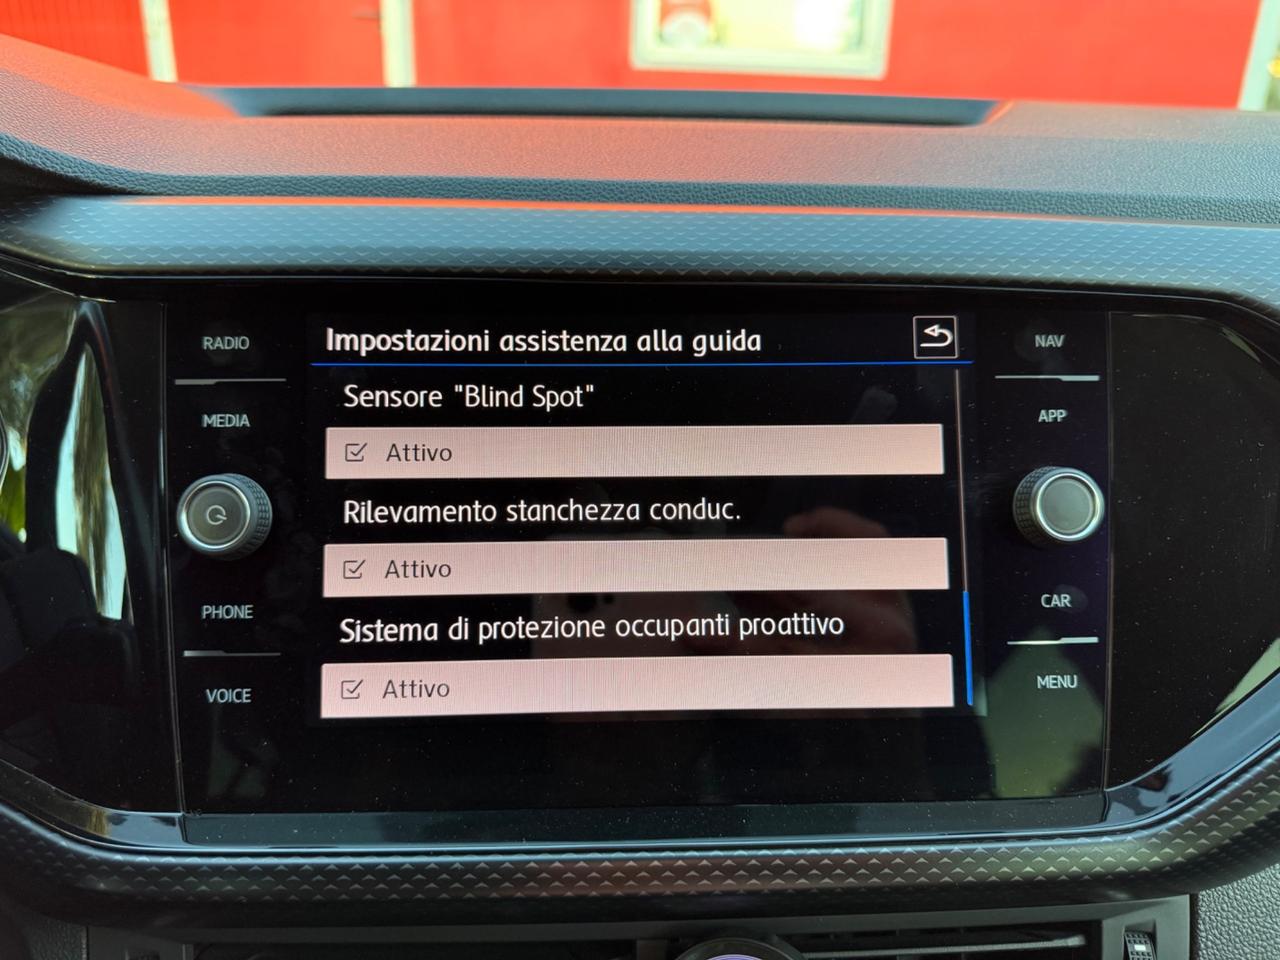 Impostazioni assistenza alla guida
Sensore "Blind Spot"
Attivo
Rilevamento stanchezza conduc.
Attivo
Sistema di protezione occupanti proattivo
Attivo
RADIO
MEDIA
PHONE
VOICE
NAV
APP
CAR
MENU